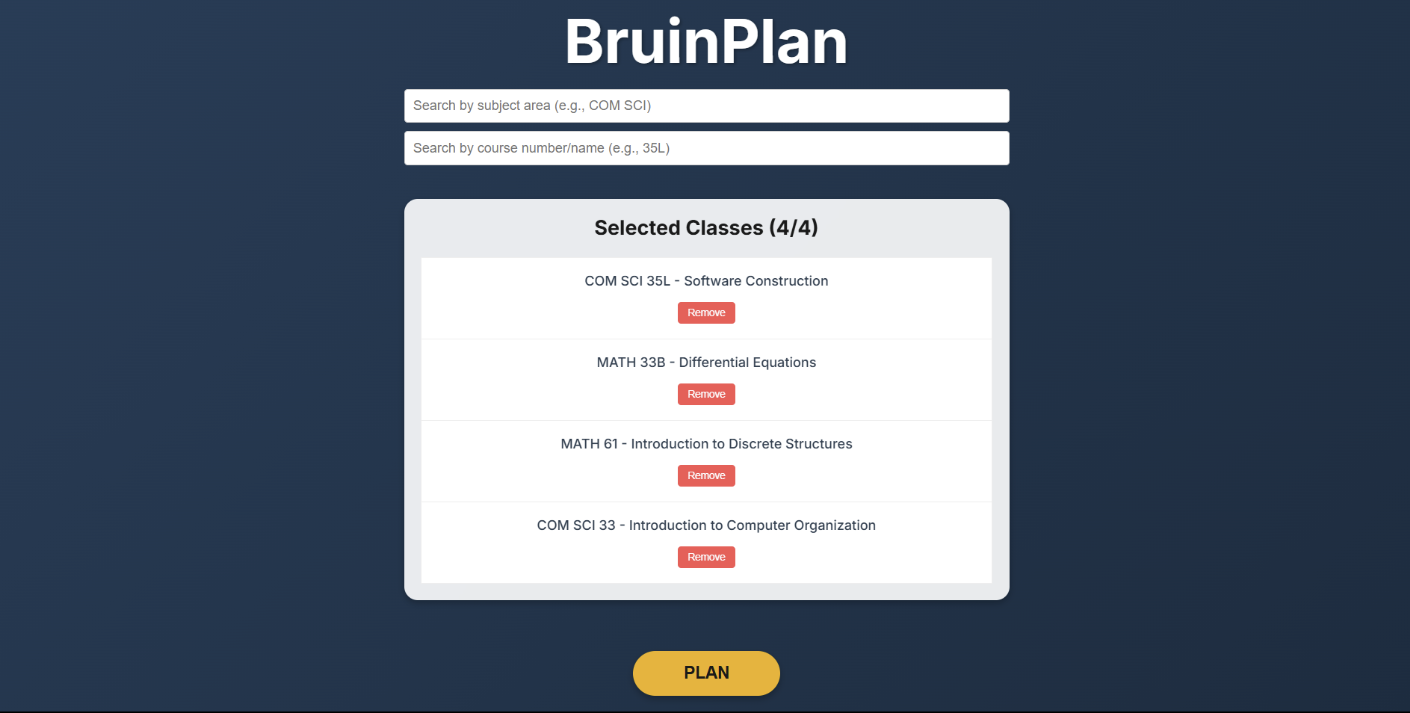 BruinPlan
Search by subject area (e.g., COM SCI)
Search by course number/name (e.g., 35L)
Selected Classes (4/4)
COM SCI 35L - Software Construction
Remove
MATH 33B - Differential Equations
Remove
MATH 61 - Introduction to Discrete Structures
Remove
COM SCI 33 - Introduction to Computer Organization
Remove
PLAN